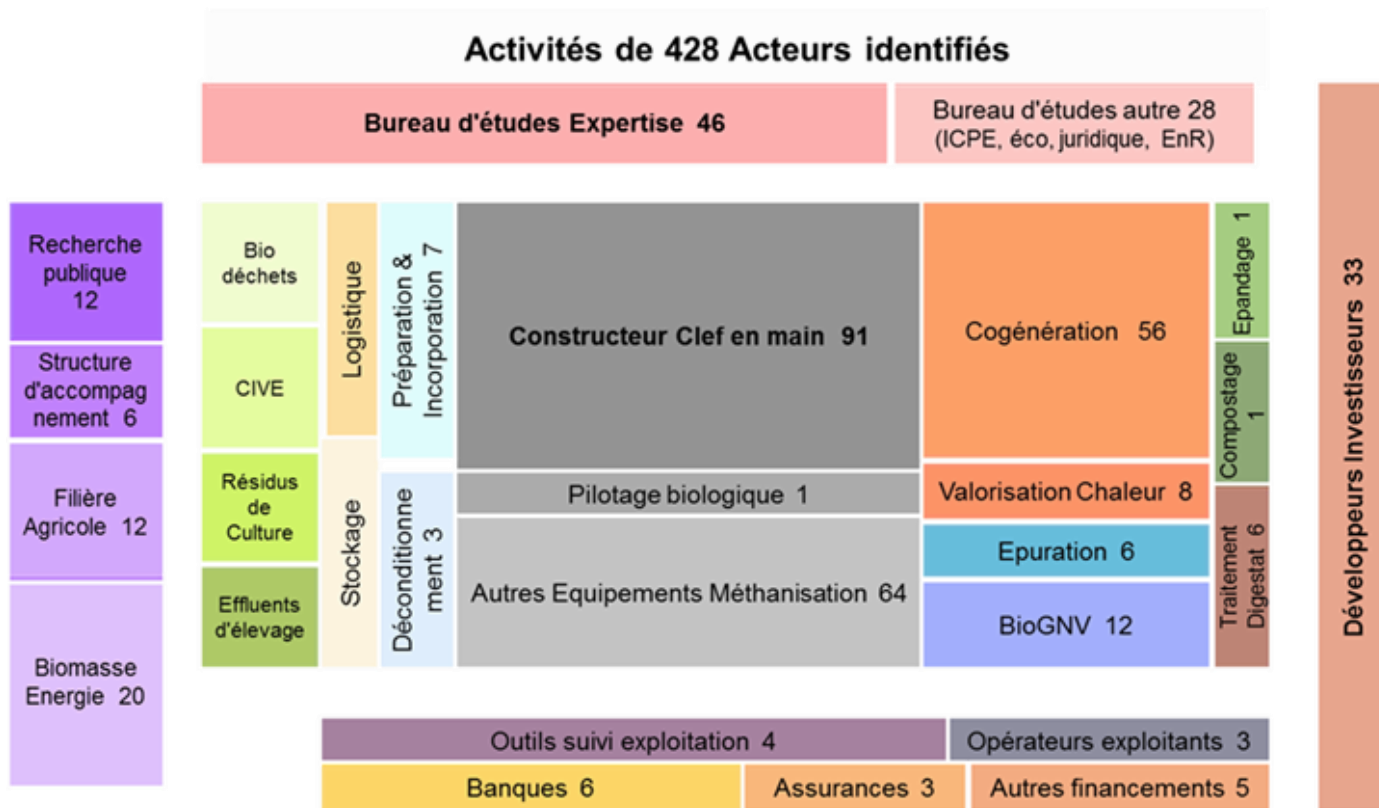 Activités de 428 Acteurs identifiés
Bureau d'études Expertise 46
Bureau d'études autre 28
(ICPE, éco, juridique, EnR)
Recherche
publique
12
Structure
d'accompag
nement 6
Filière
Agricole 12
Biomasse
Energie 20
Bio
déchets
CIVE
Résidus
de
Culture
Effluents
d'élevage
Logistique
Stockage
Préparation &
Incorporation 7
Déconditionne
ment 3
Constructeur Clef en main 91
Pilotage biologique 1
Autres Equipements Méthanisation 64
Cogénération 56
Valorisation Chaleur 8
Epuration 6
BioGNV 12
Epandage 1
Compostage
1
Traitement
Digestat 6
Développeurs Investisseurs 33
Outils suivi exploitation 4
Opérateurs exploitants 3
Banques 6
Assurances 3
Autres financements 5